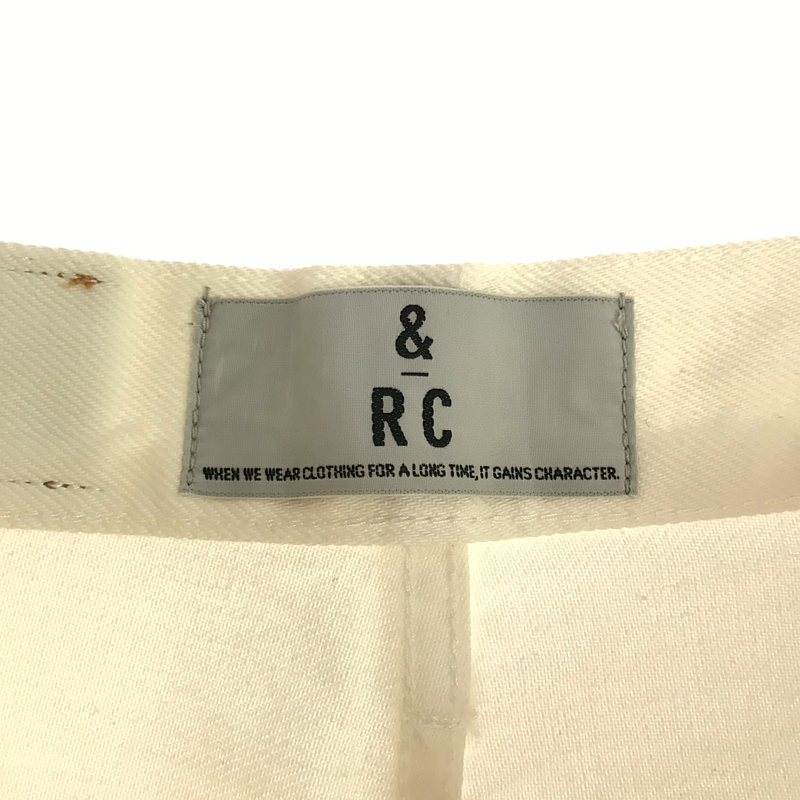 &
RC
WHEN WE WEAR CLOTHING FOR A LONG TIME, IT GAINS CHARACTER.